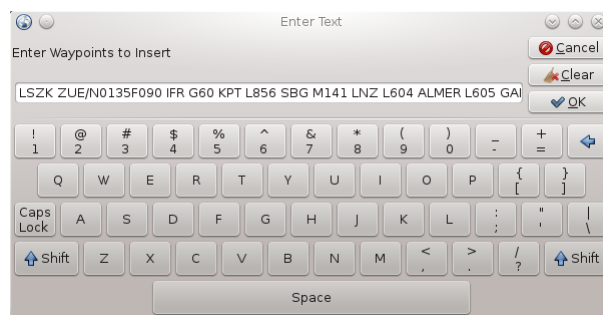 Enter Text
Enter Waypoints to Insert
Cancel
Clear
LSZK ZUE/N0135F090 IFR G60 KPT L856 SBG M141 LNZ L604 ALMER L605 GAI
OK
! @ # $ % ^ & * ( ) _ +
1 2 3 4 5 6 7 8 9 0 - =
Q W E R T Y U I O P { }
[ ]
Caps Lock A S D F G H J K L : " |
; ' \
Shift Z X C V B N M < > / Shift
, . ?
Space